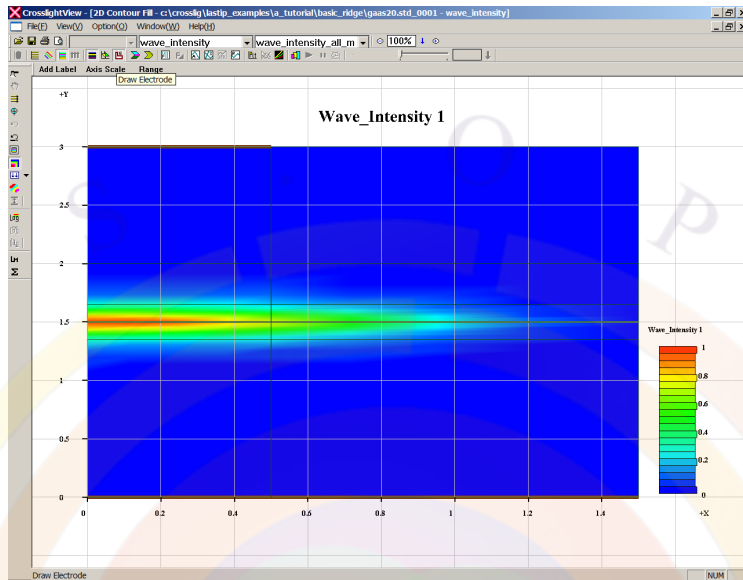 CrosslightView - [2D Contour Fill - c:\crosslig\lastip_examples\a_tutorial\basic_ridge\gaas20.std_0001 - wave_intensity]
File(F) View(V) Option(O) Window(W) Help(H)
wave_intensity wave_intensity_all_m 100%
Add Label Axis Scale Range
Draw Electrode
+Y
Wave_Intensity 1
3
2.5
2
1.5
1
0.5
0
0 0.2 0.4 0.6 0.8 1 1.2 1.4 +X
Wave_Intensity 1
1
0.8
0.6
0.4
0.2
0
S O P
Draw Electrode NUM